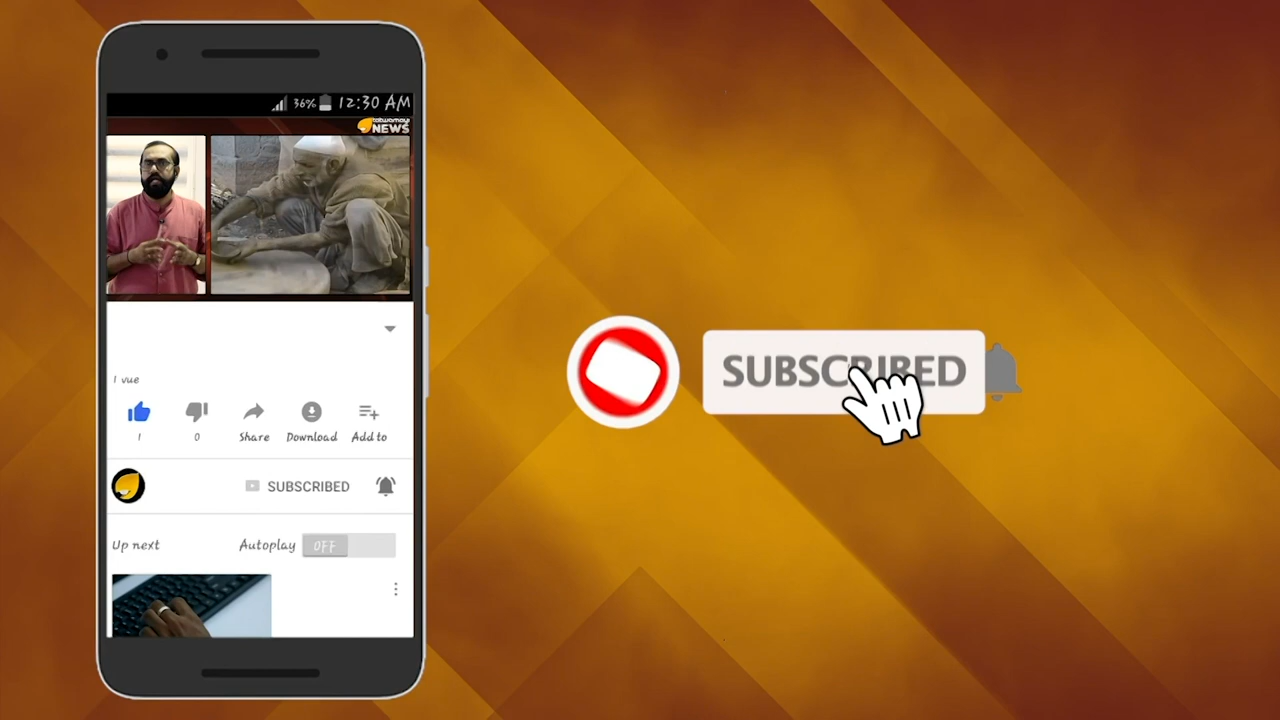 36% 12:30 AM
tatwamayi
NEWS
1 vue
1
0
Share
Download
Add to
SUBSCRIBED
Up next
Autoplay
OFF
SUBSCRIBED